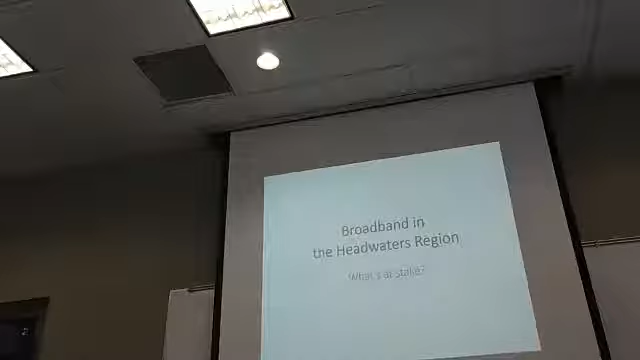 Broadband in
the Headwaters Region
What's at stake?